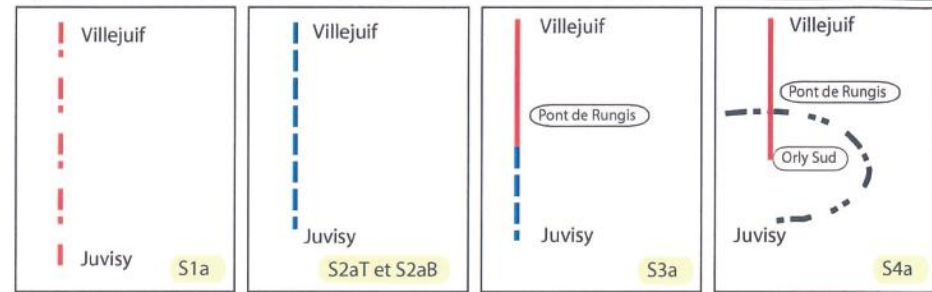 Villejuif
Juvisy
S1a
Villejuif
Juvisy
S2aT et S2aB
Villejuif
Pont de Rungis
Juvisy
S3a
Villejuif
Pont de Rungis
Orly Sud
Juvisy
S4a